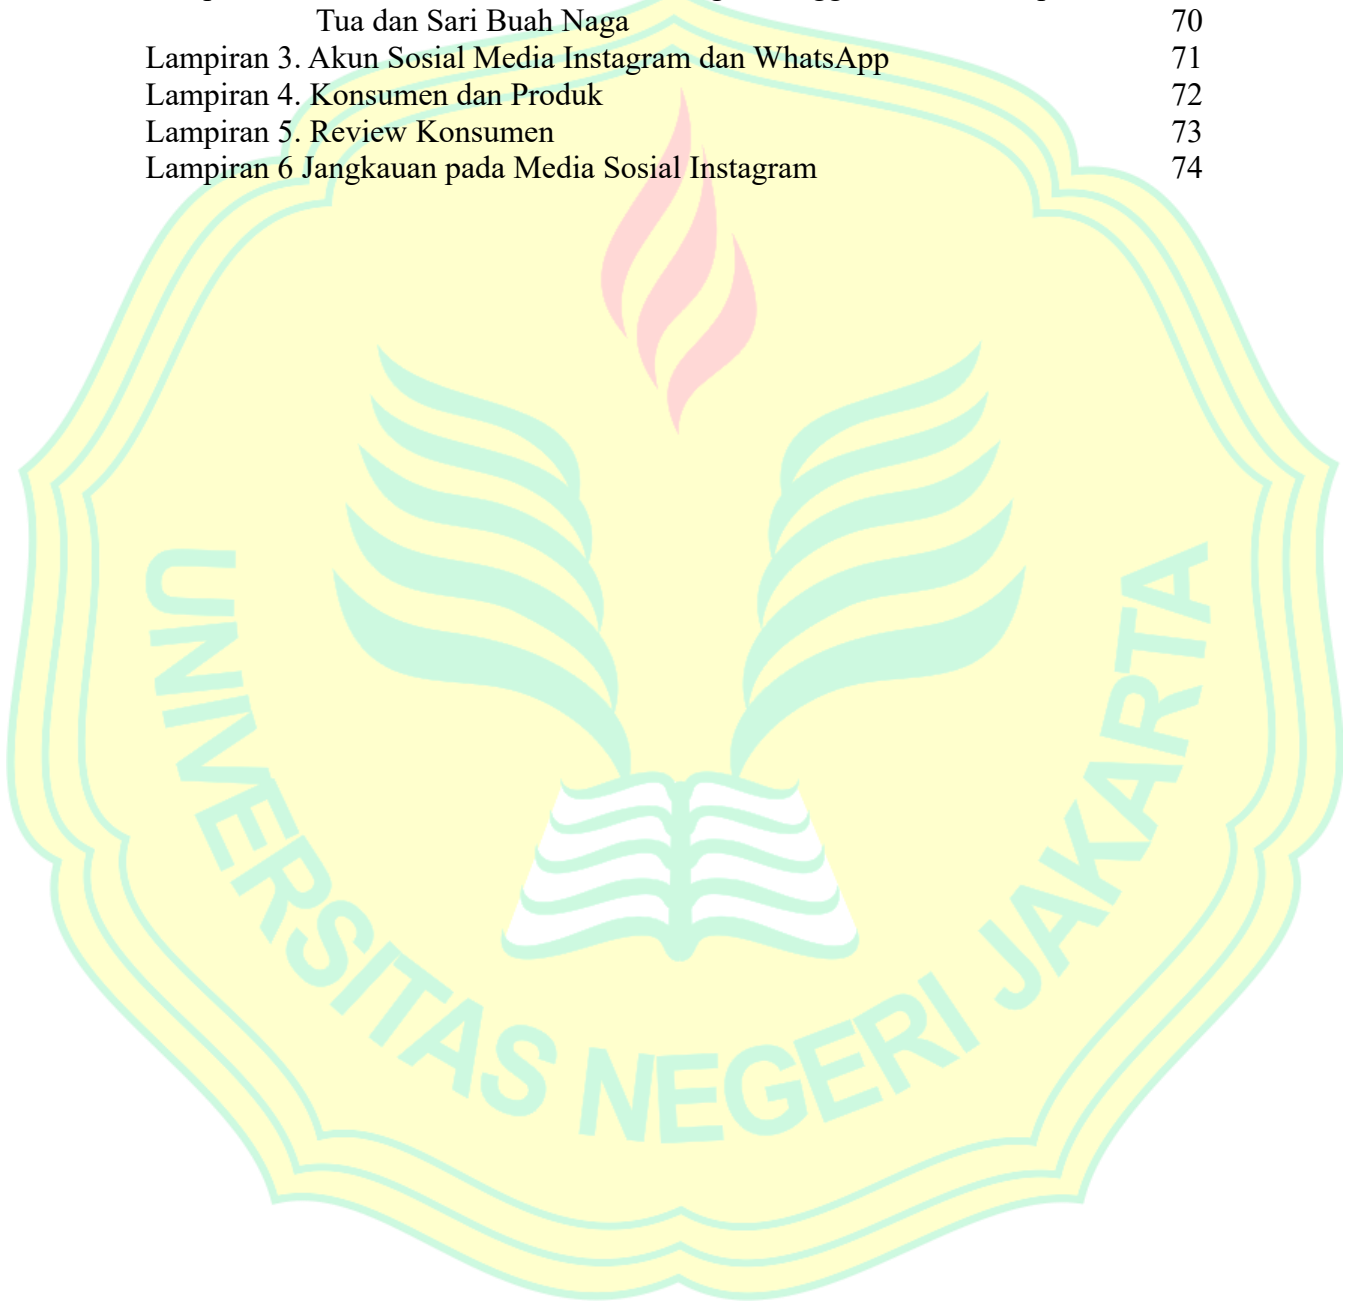 Tua dan Sari Buah Naga 70
Lampiran 3. Akun Sosial Media Instagram dan WhatsApp 71
Lampiran 4. Konsumen dan Produk 72
Lampiran 5. Review Konsumen 73
Lampiran 6 Jangkauan pada Media Sosial Instagram 74
UNIVERSITAS NEGERI JAKARTA